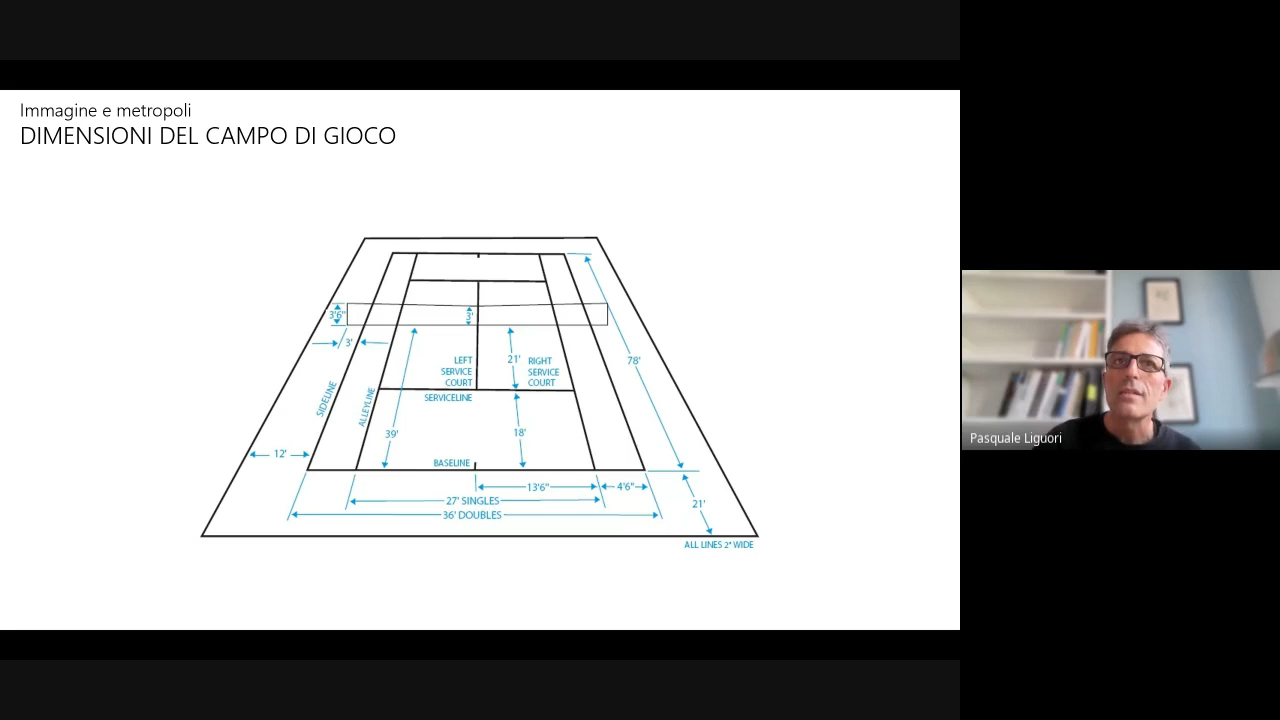 Immagine e metropoli
DIMENSIONI DEL CAMPO DI GIOCO
3'6"
3'
3'
LEFT
SERVICE
COURT
21'
RIGHT
SERVICE
COURT
78'
SIDELINE
ALLEYLINE
SERVICELINE
39'
18'
12'
BASELINE
13'6"
4'6"
27' SINGLES
36' DOUBLES
21'
ALL LINES 2" WIDE
Pasquale Liguori